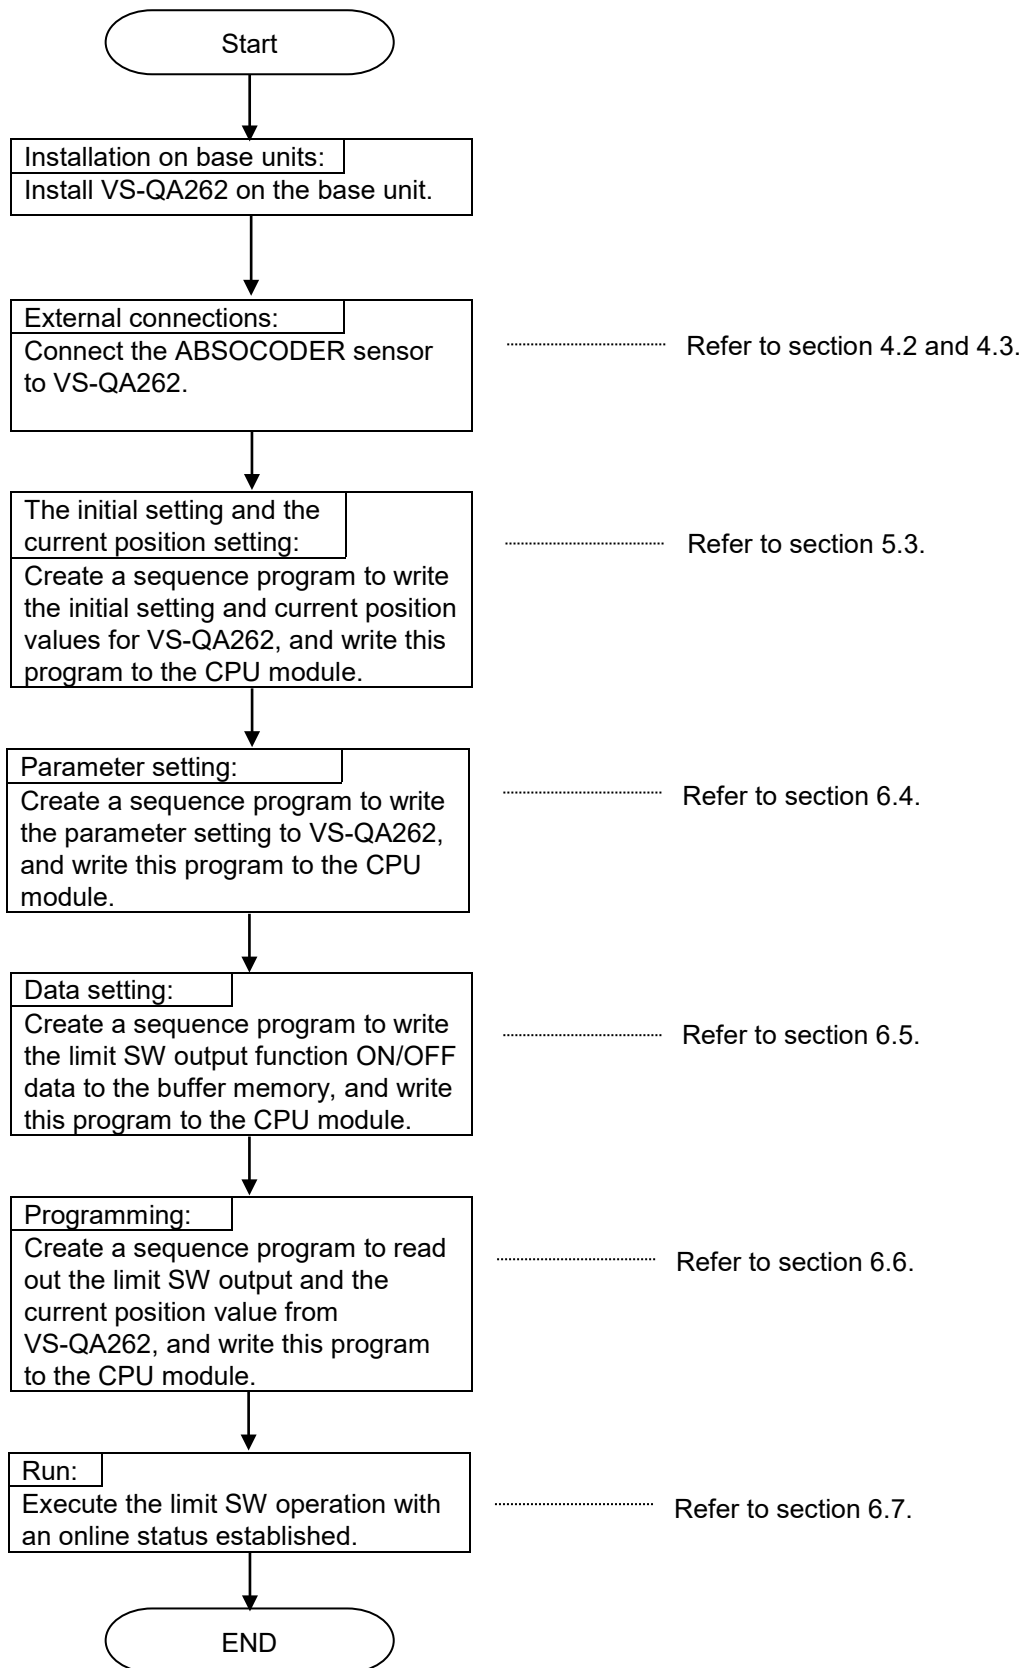 Start
Installation on base units:
Install VS-QA262 on the base unit.
External connections:
Connect the ABSOCODER sensor
to VS-QA262.
Refer to section 4.2 and 4.3.
The initial setting and the
current position setting:
Create a sequence program to write
the initial setting and current position
values for VS-QA262, and write this
program to the CPU module.
Refer to section 5.3.
Parameter setting:
Create a sequence program to write
the parameter setting to VS-QA262,
and write this program to the CPU
module.
Refer to section 6.4.
Data setting:
Create a sequence program to write
the limit SW output function ON/OFF
data to the buffer memory, and write
this program to the CPU module.
Refer to section 6.5.
Programming:
Create a sequence program to read
out the limit SW output and the
current position value from
VS-QA262, and write this program
to the CPU module.
Refer to section 6.6.
Run:
Execute the limit SW operation with
an online status established.
Refer to section 6.7.
END